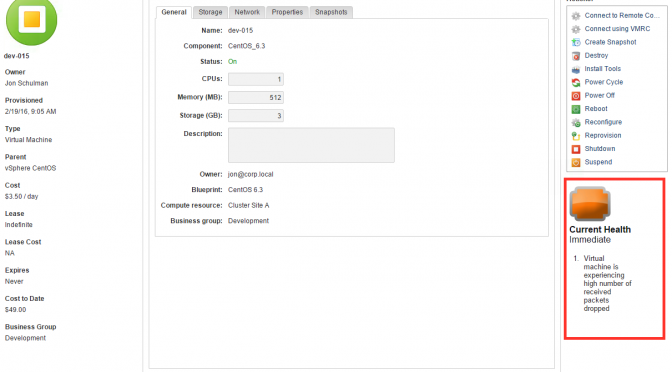 dev-015
Owner
Jon Schulman
Provisioned
2/19/16, 9:05 AM
Type
Virtual Machine
Parent
vSphere CentOS
Cost
$3.50 / day
Lease
Indefinite
Lease Cost
NA
Expires
Never
Cost to Date
$49.00
Business Group
Development
General Storage Network Properties Snapshots
Name: dev-015
Component: CentOS_6.3
Status: On
CPUs: 1
Memory (MB): 512
Storage (GB): 3
Description:
Owner: jon@corp.local
Blueprint: CentOS 6.3
Compute resource: Cluster Site A
Business group: Development
Connect to Remote Co...
Connect using VMRC
Create Snapshot
Destroy
Install Tools
Power Cycle
Power Off
Reboot
Reconfigure
Reprovision
Shutdown
Suspend
Current Health
Immediate
1. Virtual
machine is
experiencing
high number of
received
packets
dropped